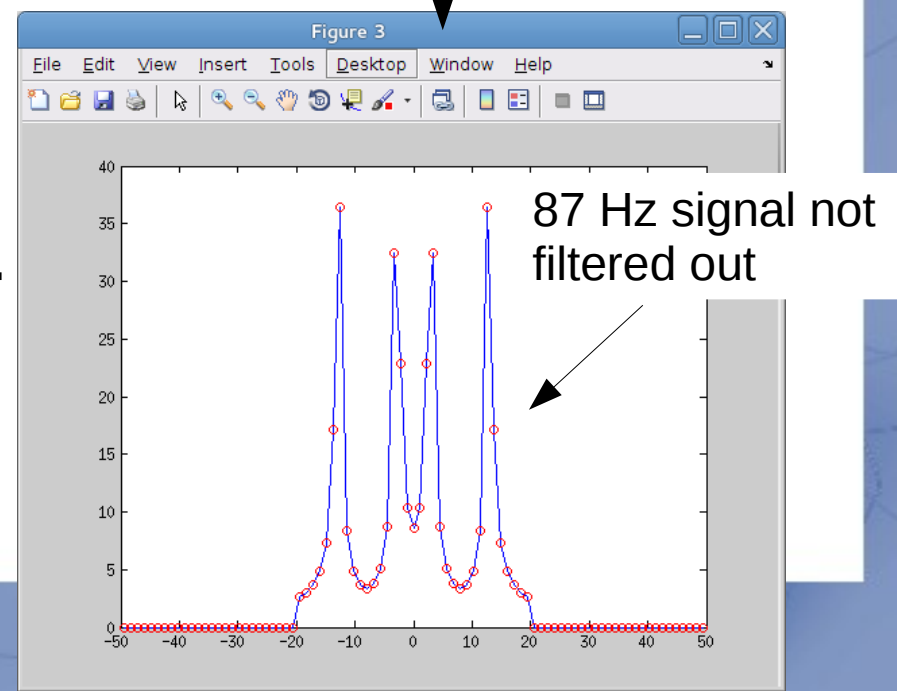 Figure 3
File Edit View Insert Tools Desktop Window Help
40
35
30
25
20
15
10
5
0
-50 -40 -30 -20 -10 0 10 20 30 40 50
87 Hz signal not
filtered out